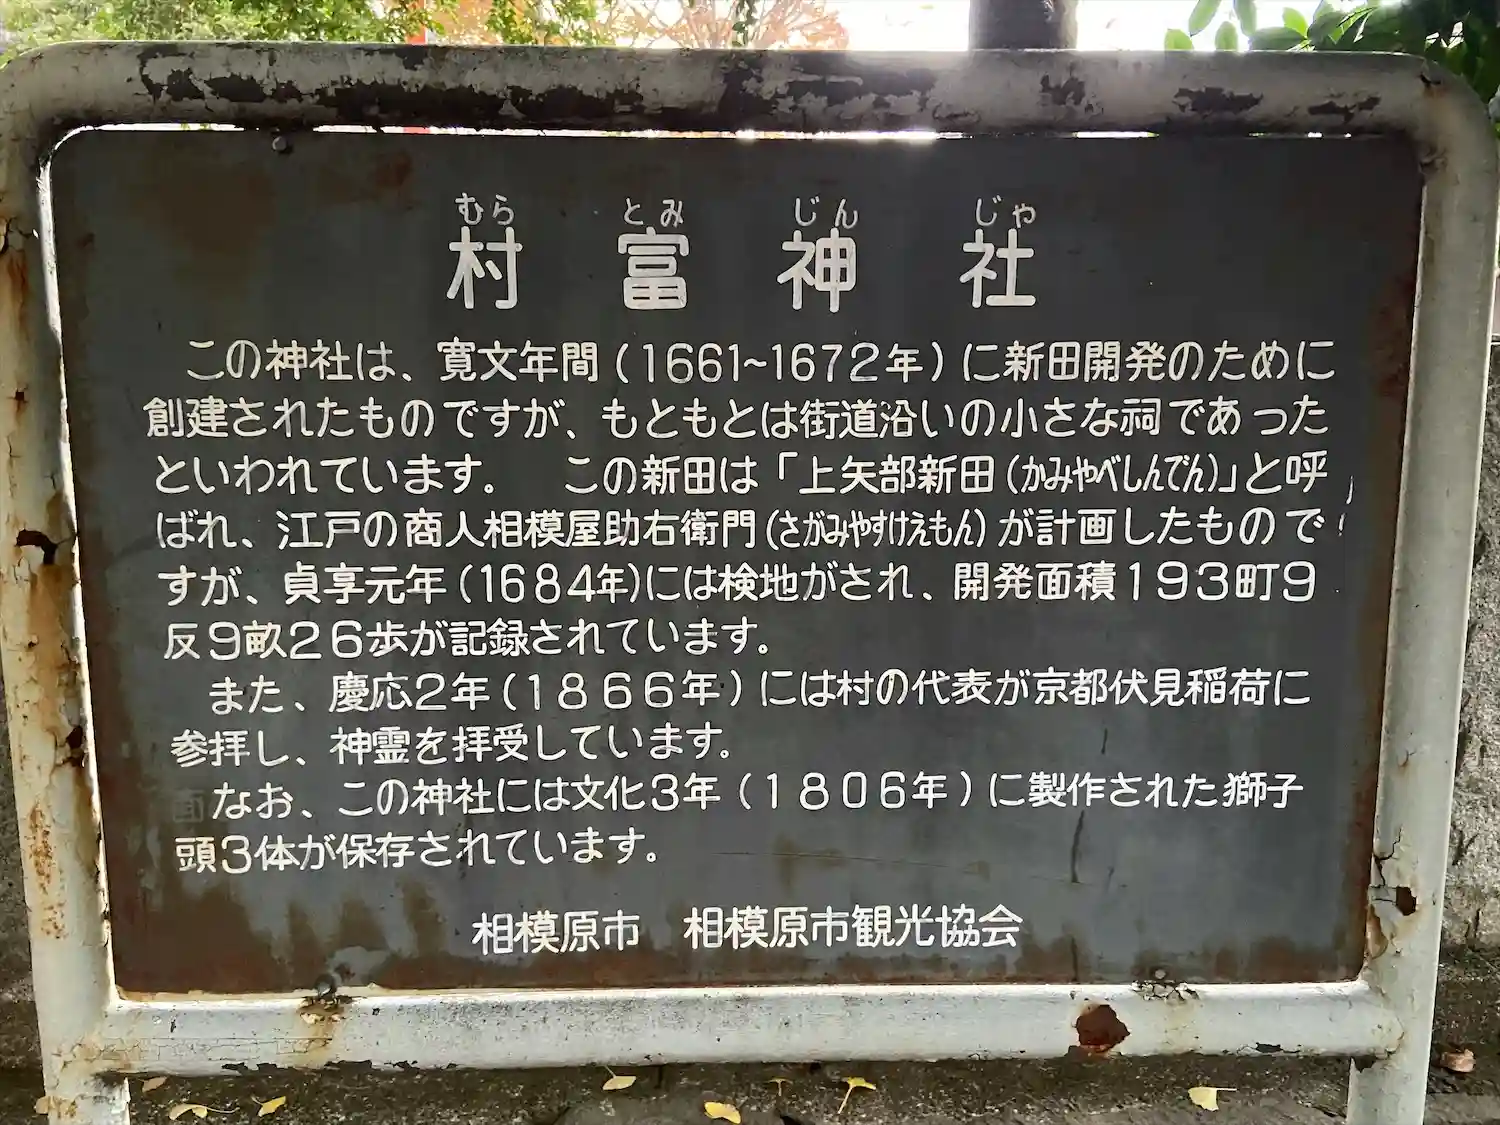 むら とみ じん じゃ
村富神社
この神社は、寛文年間(1661~1672年)に新田開発のために
創建されたものですが、もともとは街道沿いの小さな祠であった
といわれています。 この新田は「上矢部新田(かみやべしんでん)」と呼
ばれ、江戸の商人相模屋助右衛門(さがみやすけえもん)が計画したもので
すが、貞享元年(1684年)には検地がされ、開発面積193町9
反9畝26歩が記録されています。
また、慶応2年(1866年)には村の代表が京都伏見稲荷に
参拝し、神霊を拝受しています。
なお、この神社には文化3年(1806年)に製作された獅子
頭3体が保存されています。
相模原市 相模原市観光協会